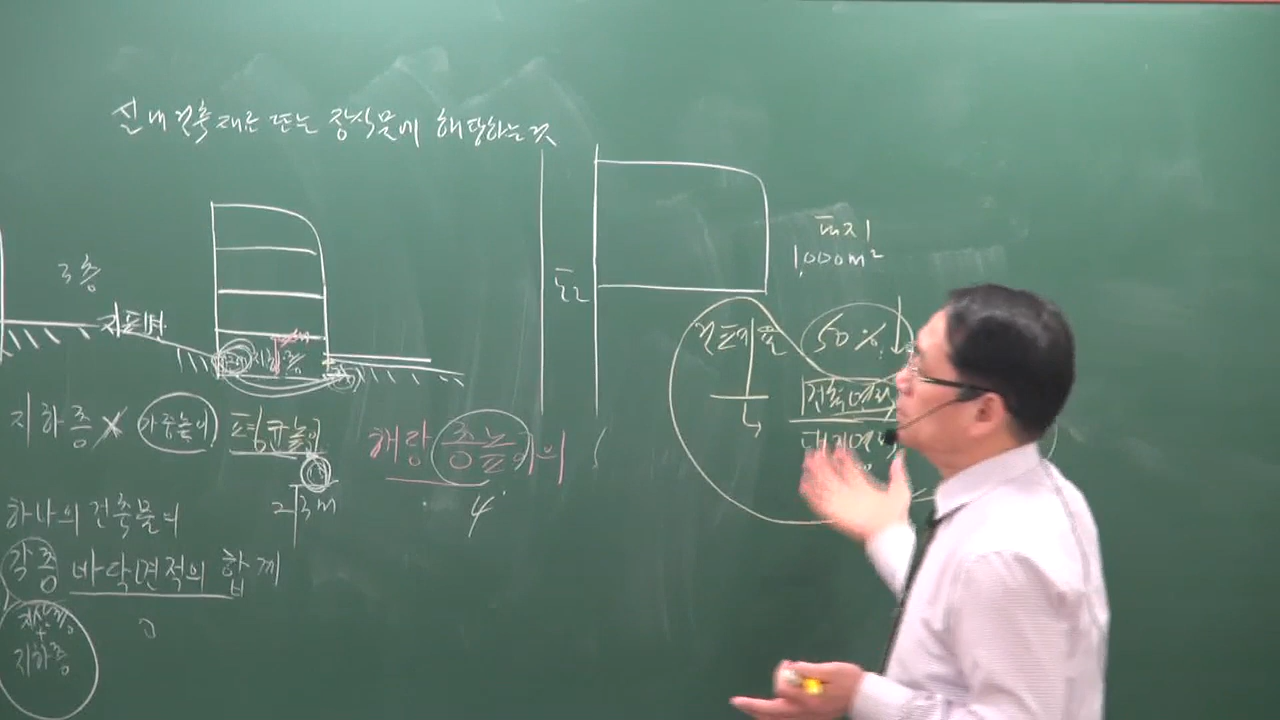 실내건축재료 또는 장식물에 해당하는 것
3층
지표면
지하층
지하층 X 가중높이 평균높이
2 3m
해당 층높이의
4
하나의 건축물의
각층 바닥면적의 합계
지상층
+
지하층
도로
대지
1,000m²
건폐율 50%
건축면적
대지면적